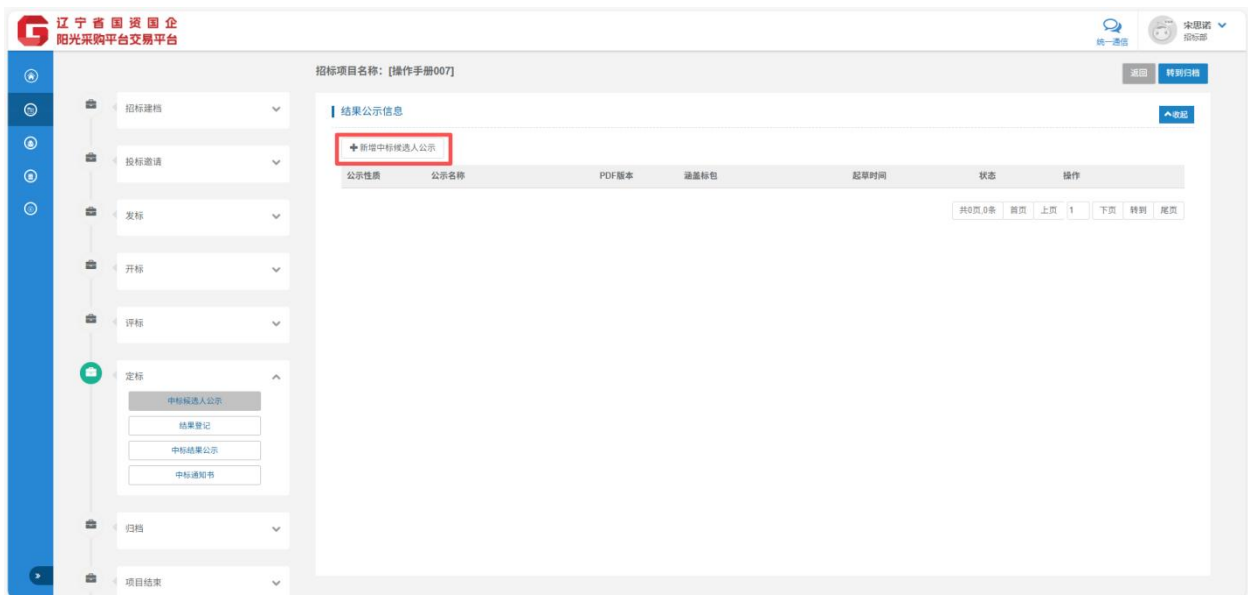 辽宁省国资国企
阳光采购平台交易平台
统一通信
宋思诺
招标部
招标项目名称：[操作手册007]
返回 转到归档
招标建档
投标邀请
发标
开标
评标
定标
中标候选人公示
结果登记
中标结果公示
中标通知书
归档
项目结束
结果公示信息
收起
新增中标候选人公示
公示性质 公示名称 PDF版本 涵盖标包 起草时间 状态 操作
共0页,0条 首页 上页 1 下页 转到 尾页